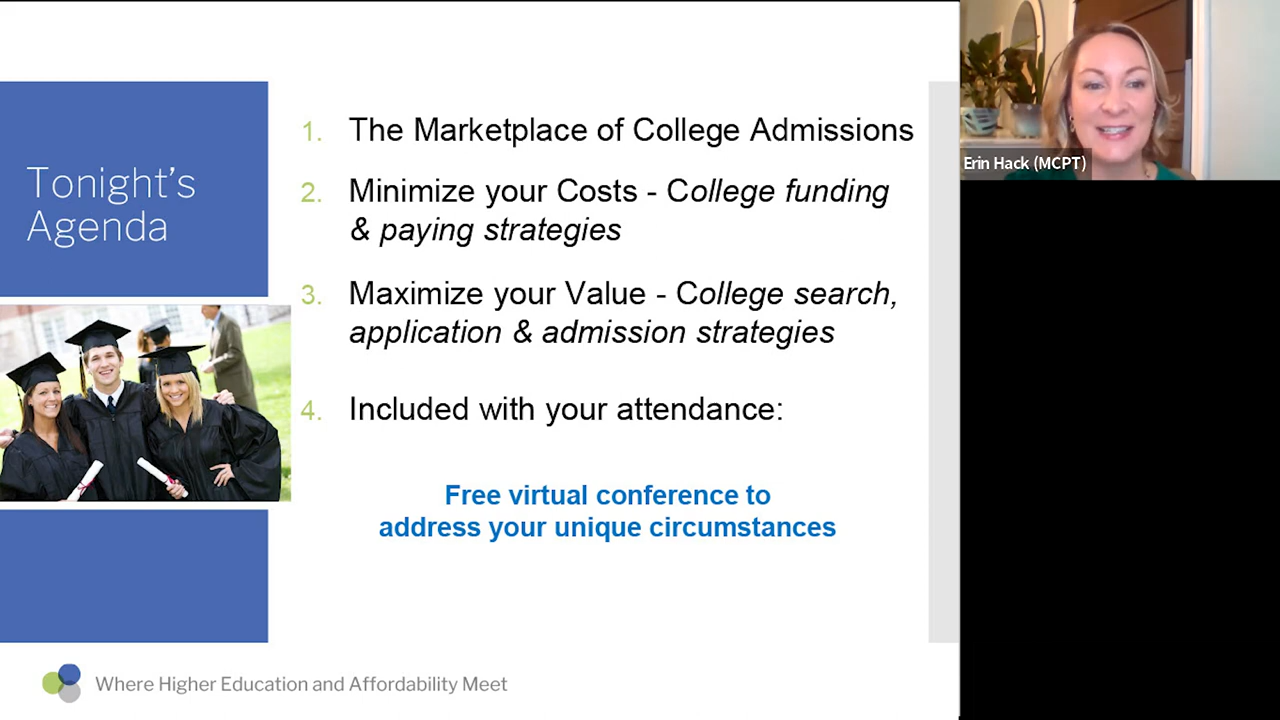 Tonight's
Agenda
1. The Marketplace of College Admissions
2. Minimize your Costs - College funding
& paying strategies
3. Maximize your Value - College search,
application & admission strategies
4. Included with your attendance:
Free virtual conference to
address your unique circumstances
Where Higher Education and Affordability Meet
Erin Hack (MCPT)